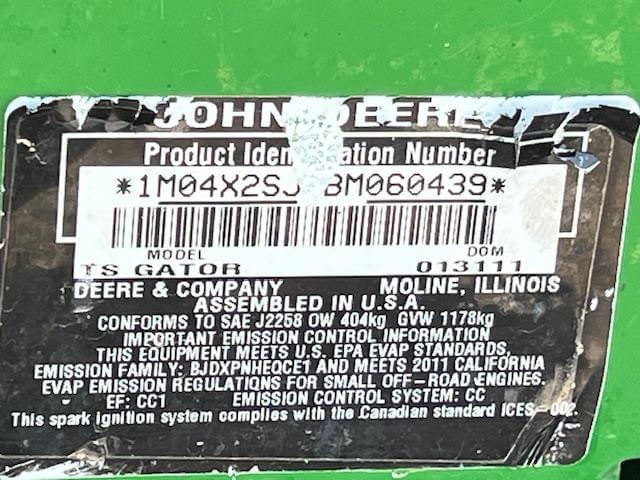 JOHN DEERE
Product Iden ation Number
*1M04X2SJ BM060439*
MODEL DOM
TS GATOR 013111
DEERE & COMPANY MOLINE, ILLINOIS
ASSEMBLED IN U.S.A.
CONFORMS TO SAE J2258 OW 404kg GVW 1178kg
IMPORTANT EMISSION CONTROL INFORMATION
THIS EQUIPMENT MEETS U.S. EPA EVAP STANDARDS,
EMISSION FAMILY: BJDXPNHEQCE1 AND MEETS 2011 CALIFORNIA
EVAP EMISSION REGULATIONS FOR SMALL OFF-ROAD ENGINES.
EF: CC1 EMISSION CONTROL SYSTEM: CC
This spark ignition system complies with the Canadian standard ICES-002.